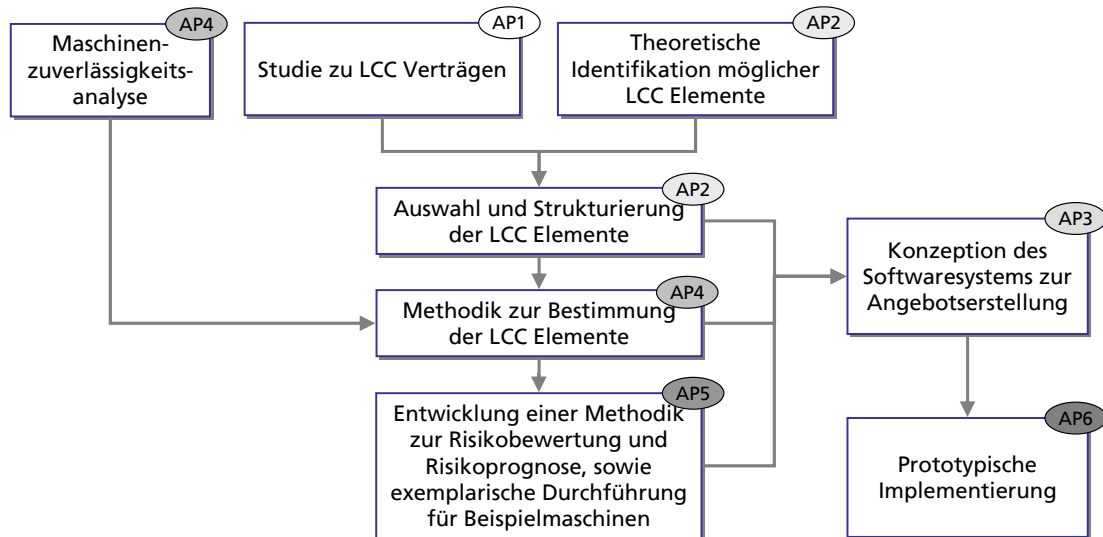 AP4
Maschinen-
zuverlässigkeits-
analyse
AP1
Studie zu LCC Verträgen
AP2
Theoretische
Identifikation möglicher
LCC Elemente
AP2
Auswahl und Strukturierung
der LCC Elemente
AP3
Konzeption des
Softwaresystems zur
Angebotserstellung
AP4
Methodik zur Bestimmung
der LCC Elemente
AP5
Entwicklung einer Methodik
zur Risikobewertung und
Risikoprognose, sowie
exemplarische Durchführung
für Beispielmaschinen
AP6
Prototypische
Implementierung